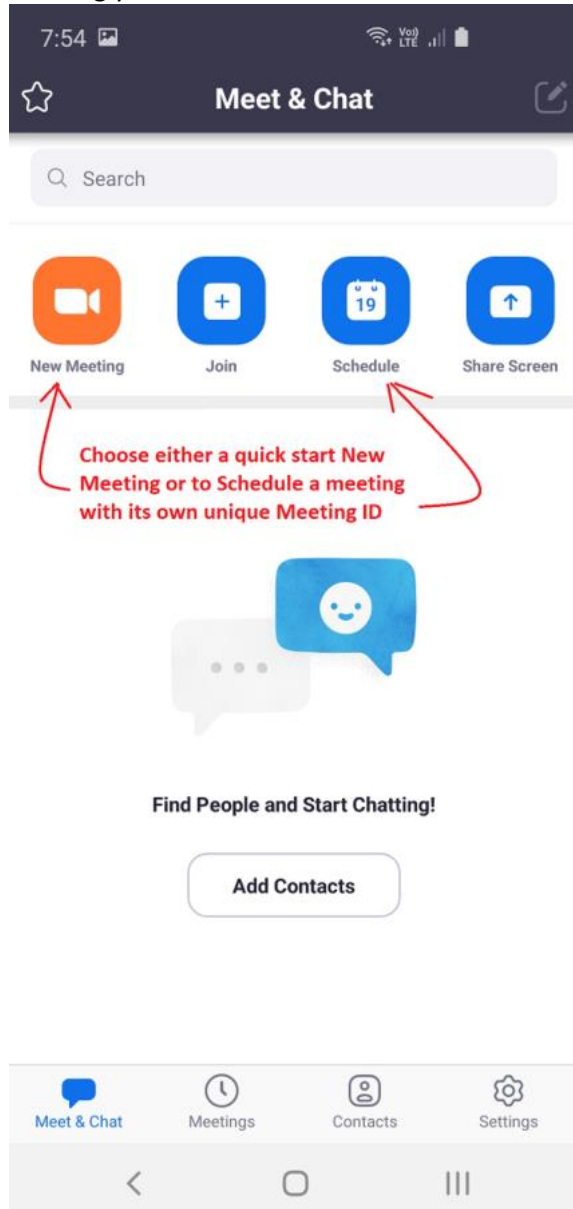 7:54 Vo) LTE
Meet & Chat
Search
19
New Meeting Join Schedule Share Screen
Choose either a quick start New
Meeting or to Schedule a meeting
with its own unique Meeting ID
Find People and Start Chatting!
Add Contacts
Meet & Chat Meetings Contacts Settings